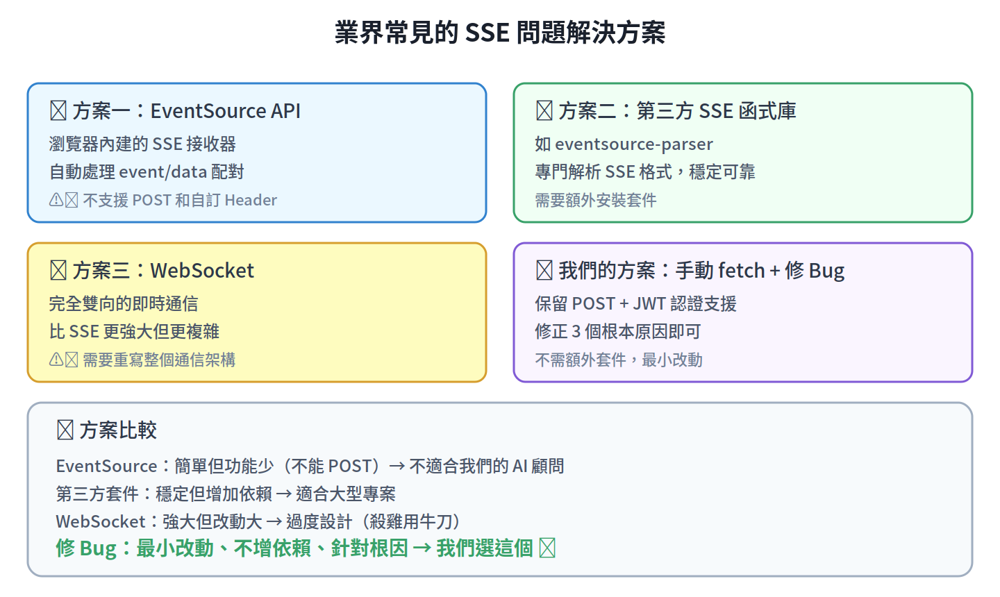 業界常見的 SSE 問題解決方案
方案一：EventSource API
瀏覽器內建的 SSE 接收器
自動處理 event/data 配對
⚠ 不支援 POST 和自訂 Header
方案二：第三方 SSE 函式庫
如 eventsource-parser
專門解析 SSE 格式，穩定可靠
需要額外安裝套件
方案三：WebSocket
完全雙向的即時通信
比 SSE 更強大但更複雜
⚠ 需要重寫整個通信架構
我們的方案：手動 fetch + 修 Bug
保留 POST + JWT 認證支援
修正 3 個根本原因即可
不需額外套件，最小改動
方案比較
EventSource：簡單但功能少（不能 POST）→ 不適合我們的 AI 顧問
第三方套件：穩定但增加依賴 → 適合大型專案
WebSocket：強大但改動大 → 過度設計（殺雞用牛刀）
修 Bug：最小改動、不增依賴、針對根因 → 我們選這個